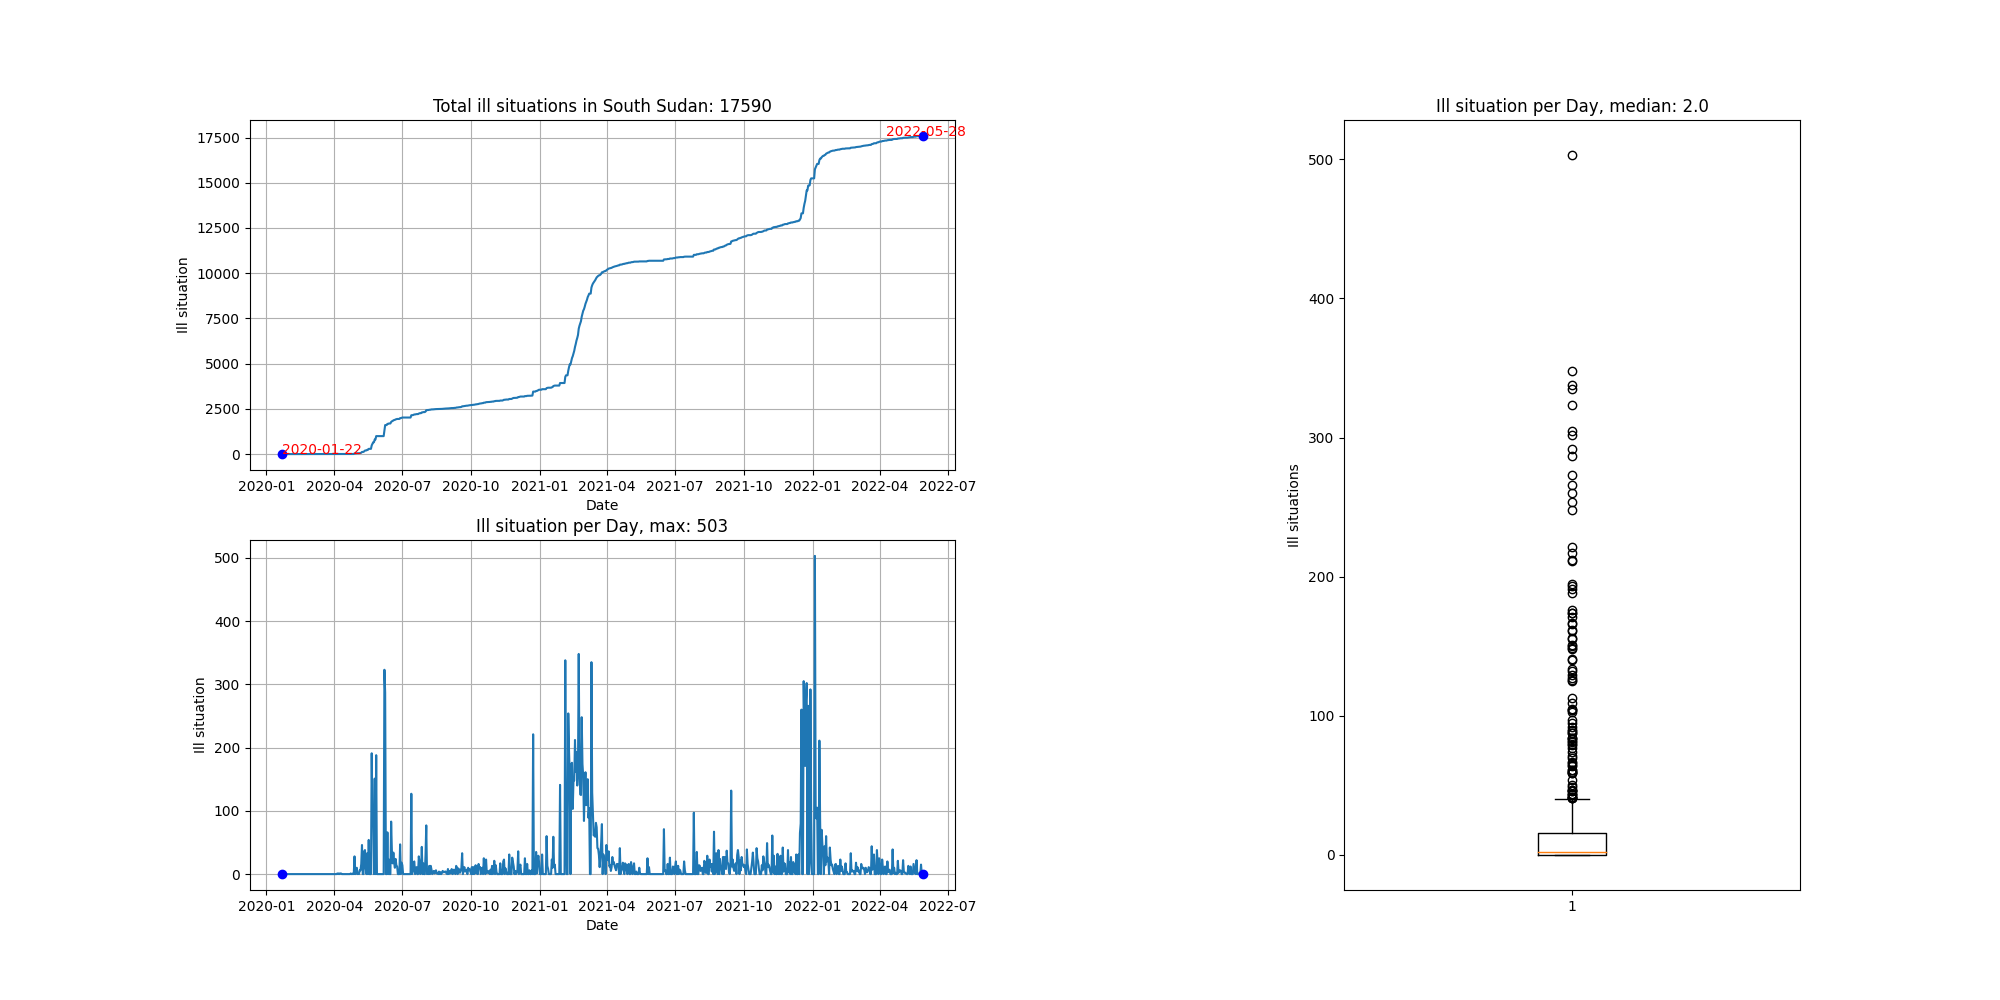 Total ill situations in South Sudan: 17590
17500
15000
12500
10000
7500
5000
2500
0
Ill situation
2022-05-28
2020-01-22
2020-01 2020-04 2020-07 2020-10 2021-01 2021-04 2021-07 2021-10 2022-01 2022-04 2022-07
Date
Ill situation per Day, max: 503
500
400
300
200
100
0
Ill situation
2020-01 2020-04 2020-07 2020-10 2021-01 2021-04 2021-07 2021-10 2022-01 2022-04 2022-07
Date
Ill situation per Day, median: 2.0
500
400
300
200
100
0
Ill situations
1